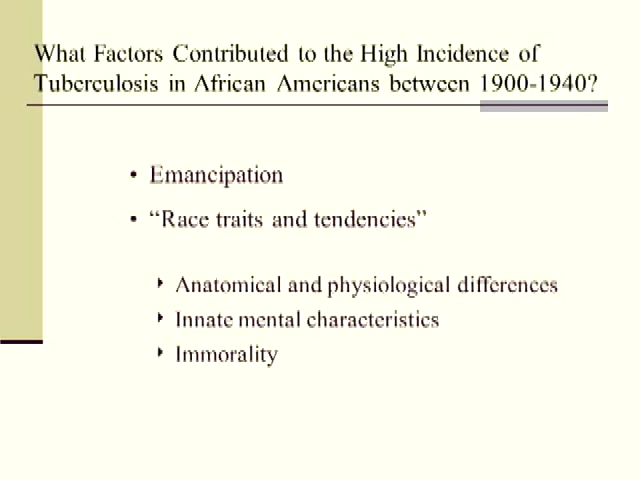 What Factors Contributed to the High Incidence of
Tuberculosis in African Americans between 1900-1940?
• Emancipation
• “Race traits and tendencies”
‣ Anatomical and physiological differences
‣ Innate mental characteristics
‣ Immorality